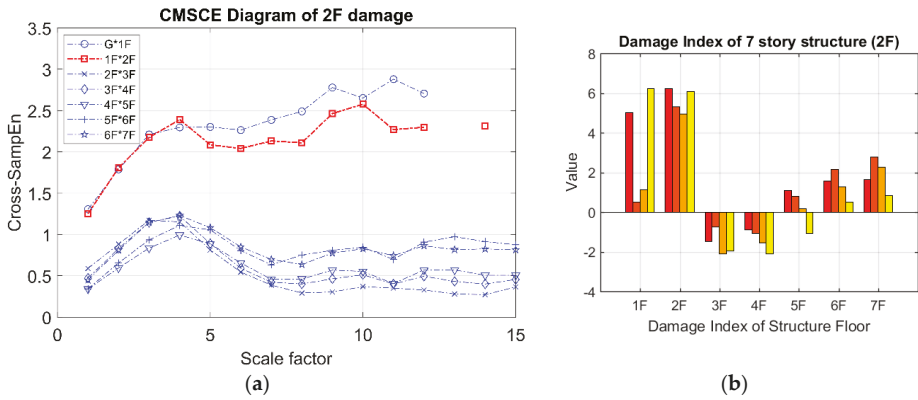 CMSCE Diagram of 2F damage
3.5
3
2.5
2
1.5
1
0.5
0
Cross-SampEn
G*1F
1F*2F
2F*3F
3F*4F
4F*5F
5F*6F
6F*7F
0 5 10 15
Scale factor
(a)
Damage Index of 7 story structure (2F)
8
6
4
2
0
-2
-4
Value
1F 2F 3F 4F 5F 6F 7F
Damage Index of Structure Floor
(b)